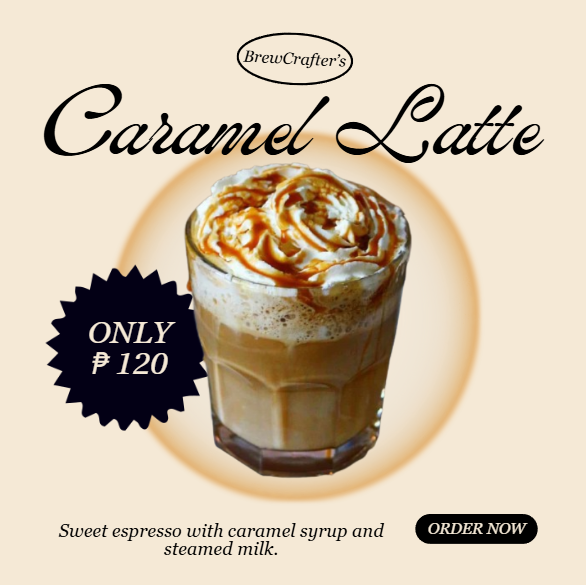 BrewCrafter's
Caramel Latte
ONLY
₱ 120
Sweet espresso with caramel syrup and
steamed milk.
ORDER NOW